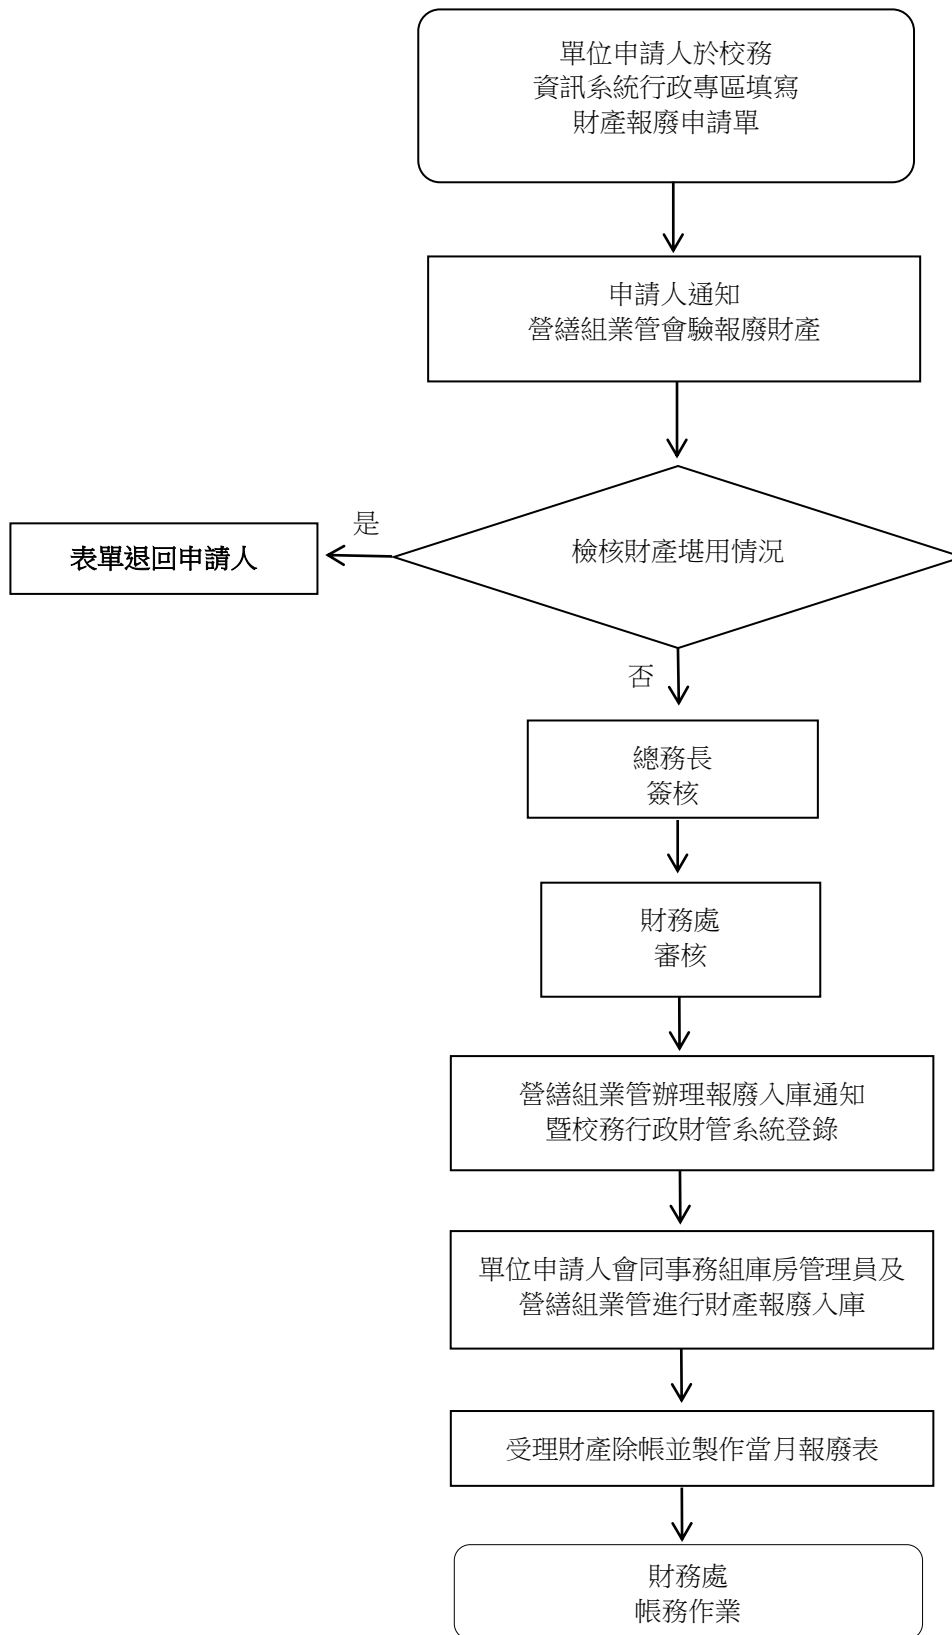 單位申請人於校務
資訊系統行政專區填寫
財產報廢申請單
申請人通知
營繕組業管會驗報廢財產
是
表單退回申請人
檢核財產堪用情況
否
總務長
簽核
財務處
審核
營繕組業管辦理報廢入庫通知
暨校務行政財管系統登錄
單位申請人會同事務組庫房管理員及
營繕組業管進行財產報廢入庫
受理財產除帳並製作當月報廢表
財務處
帳務作業